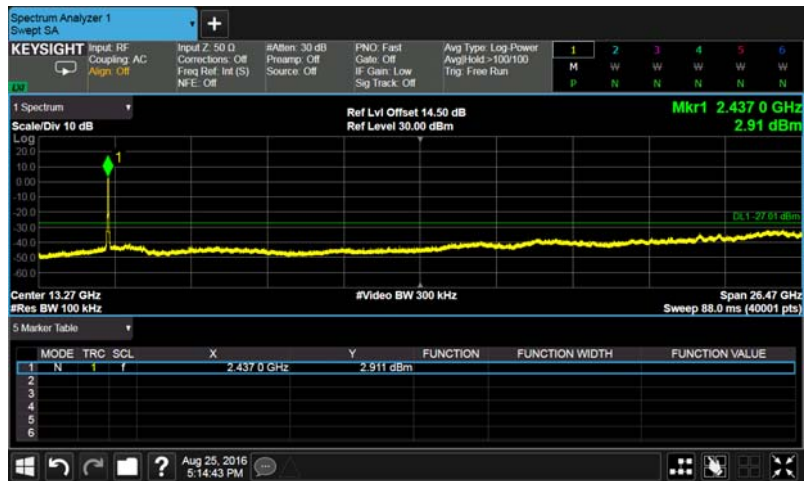 Spectrum Analyzer 1
Swept SA
+
KEYSIGHT Input: RF Input Z: 50 Ω #Atten: 30 dB PNO: Fast Avg Type: Log-Power 1 2 3 4 5 6
Coupling: AC Corrections: Off Preamp: Off Gate: Off Avg|Hold:>100/100 M W W W W W
Align: Off Freq Ref: Int (S) Source: Off IF Gain: Low Trig: Free Run
NFE: Off Sig Track: Off P N N N N N
1 Spectrum
Ref Lvl Offset 14.50 dB Mkr1 2.437 0 GHz
Scale/Div 10 dB Ref Level 30.00 dBm 2.91 dBm
Log
20.0
1
10.0
0.00
-10.0
-20.0
DL1 -27.01 dBm
-30.0
-40.0
-50.0
-60.0
Center 13.27 GHz #Video BW 300 kHz Span 26.47 GHz
#Res BW 100 kHz Sweep 88.0 ms (40001 pts)
5 Marker Table
MODE TRC SCL X Y FUNCTION FUNCTION WIDTH FUNCTION VALUE
1 N 1 f 2.437 0 GHz 2.911 dBm
2
3
4
5
6
? Aug 25, 2016
5:14:43 PM